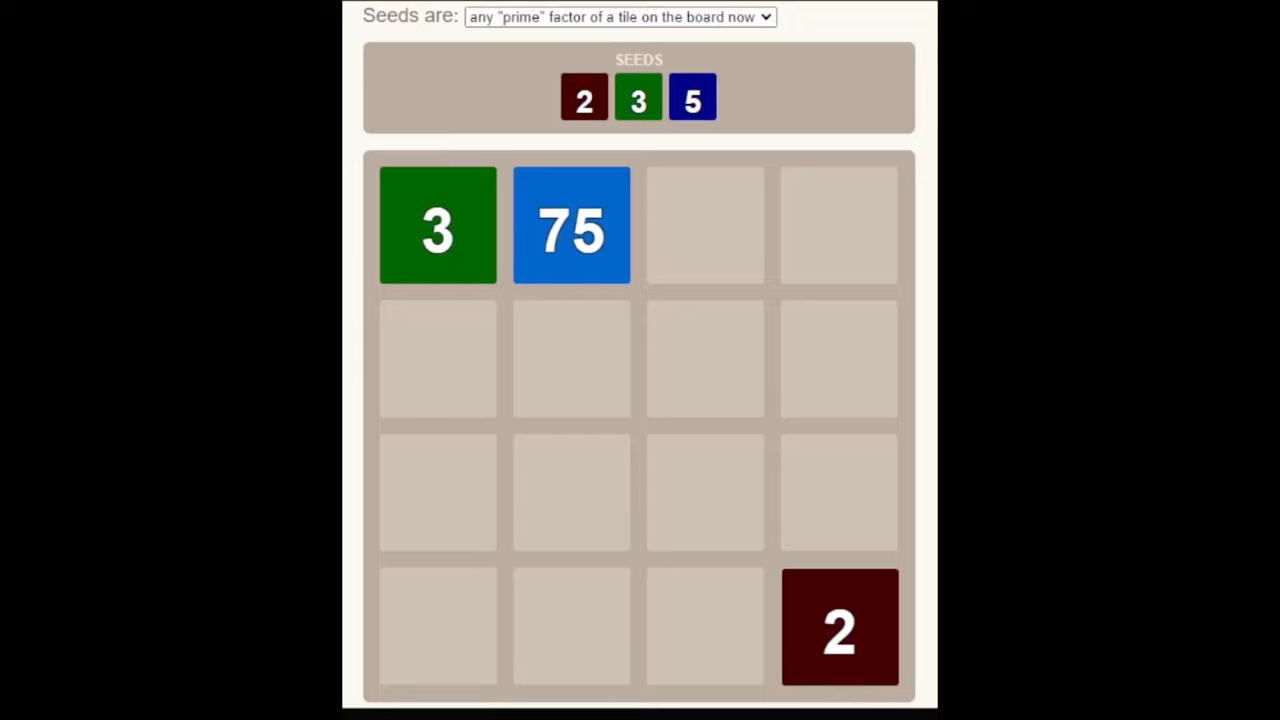 Seeds are: any "prime" factor of a tile on the board now
SEEDS
2 3 5
3 75
2